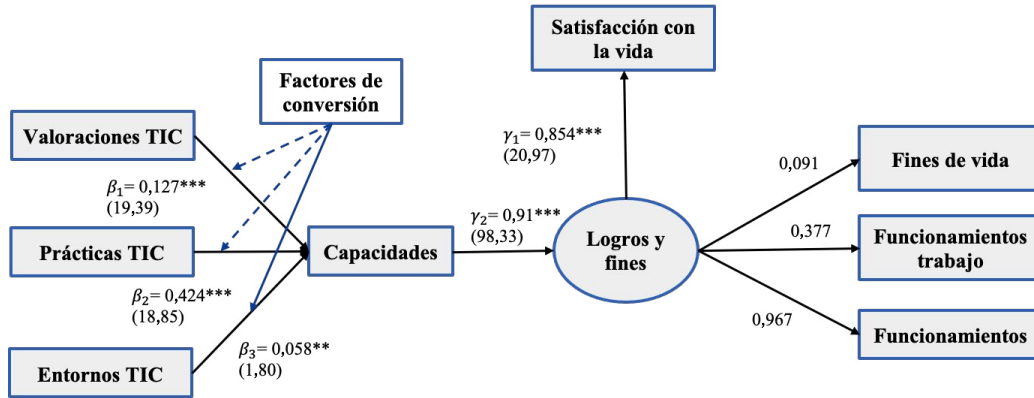 Satisfacción con
la vida
Factores de
conversión
Valoraciones TIC
γ₁= 0,854***
(20,97)
Fines de vida
0,091
β₁= 0,127***
(19,39)
γ₂= 0,91***
(98,33)
Prácticas TIC
Capacidades
Logros y
fines
0,377
Funcionamientos
trabajo
β₂= 0,424***
(18,85)
0,967
Funcionamientos
β₃= 0,058**
(1,80)
Entornos TIC